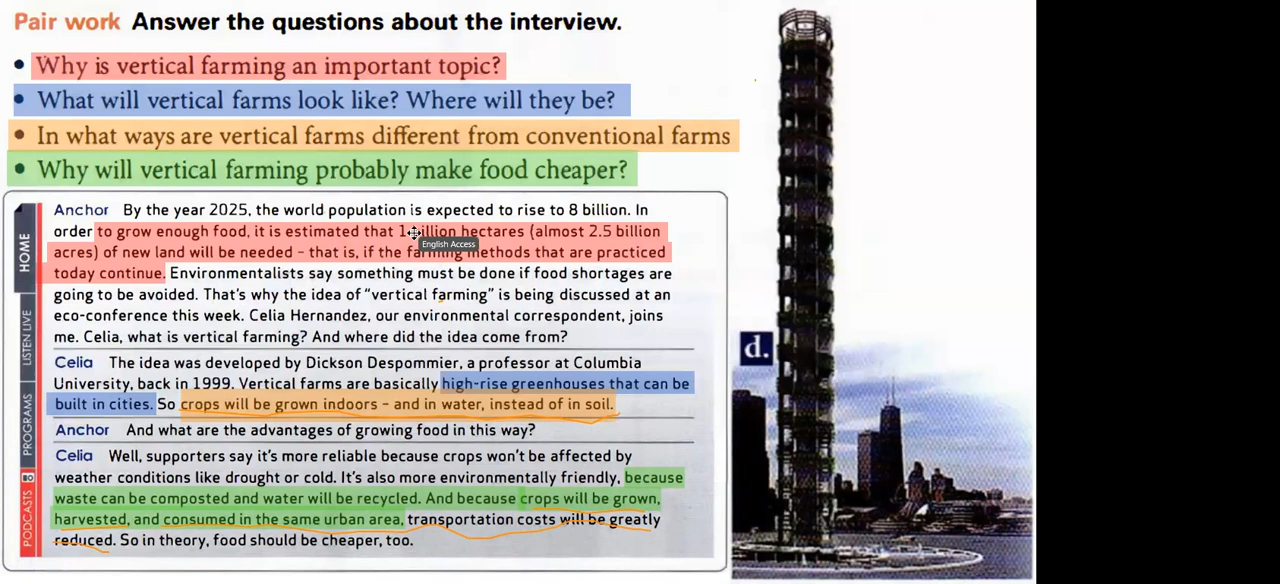 Pair work Answer the questions about the interview.
• Why is vertical farming an important topic?
• What will vertical farms look like? Where will they be?
• In what ways are vertical farms different from conventional farms
• Why will vertical farming probably make food cheaper?
HOME
LISTEN LIVE
PROGRAMS
PODCASTS
Anchor By the year 2025, the world population is expected to rise to 8 billion. In
order to grow enough food, it is estimated that 1 billion hectares (almost 2.5 billion
acres) of new land will be needed – that is, if the farming methods that are practiced
today continue. Environmentalists say something must be done if food shortages are
going to be avoided. That's why the idea of “vertical farming” is being discussed at an
eco-conference this week. Celia Hernandez, our environmental correspondent, joins
me. Celia, what is vertical farming? And where did the idea come from?
Celia The idea was developed by Dickson Despommier, a professor at Columbia
University, back in 1999. Vertical farms are basically high-rise greenhouses that can be
built in cities. So crops will be grown indoors – and in water, instead of in soil.
Anchor And what are the advantages of growing food in this way?
Celia Well, supporters say it's more reliable because crops won't be affected by
weather conditions like drought or cold. It's also more environmentally friendly, because
waste can be composted and water will be recycled. And because crops will be grown,
harvested, and consumed in the same urban area, transportation costs will be greatly
reduced. So in theory, food should be cheaper, too.
English Access
d.